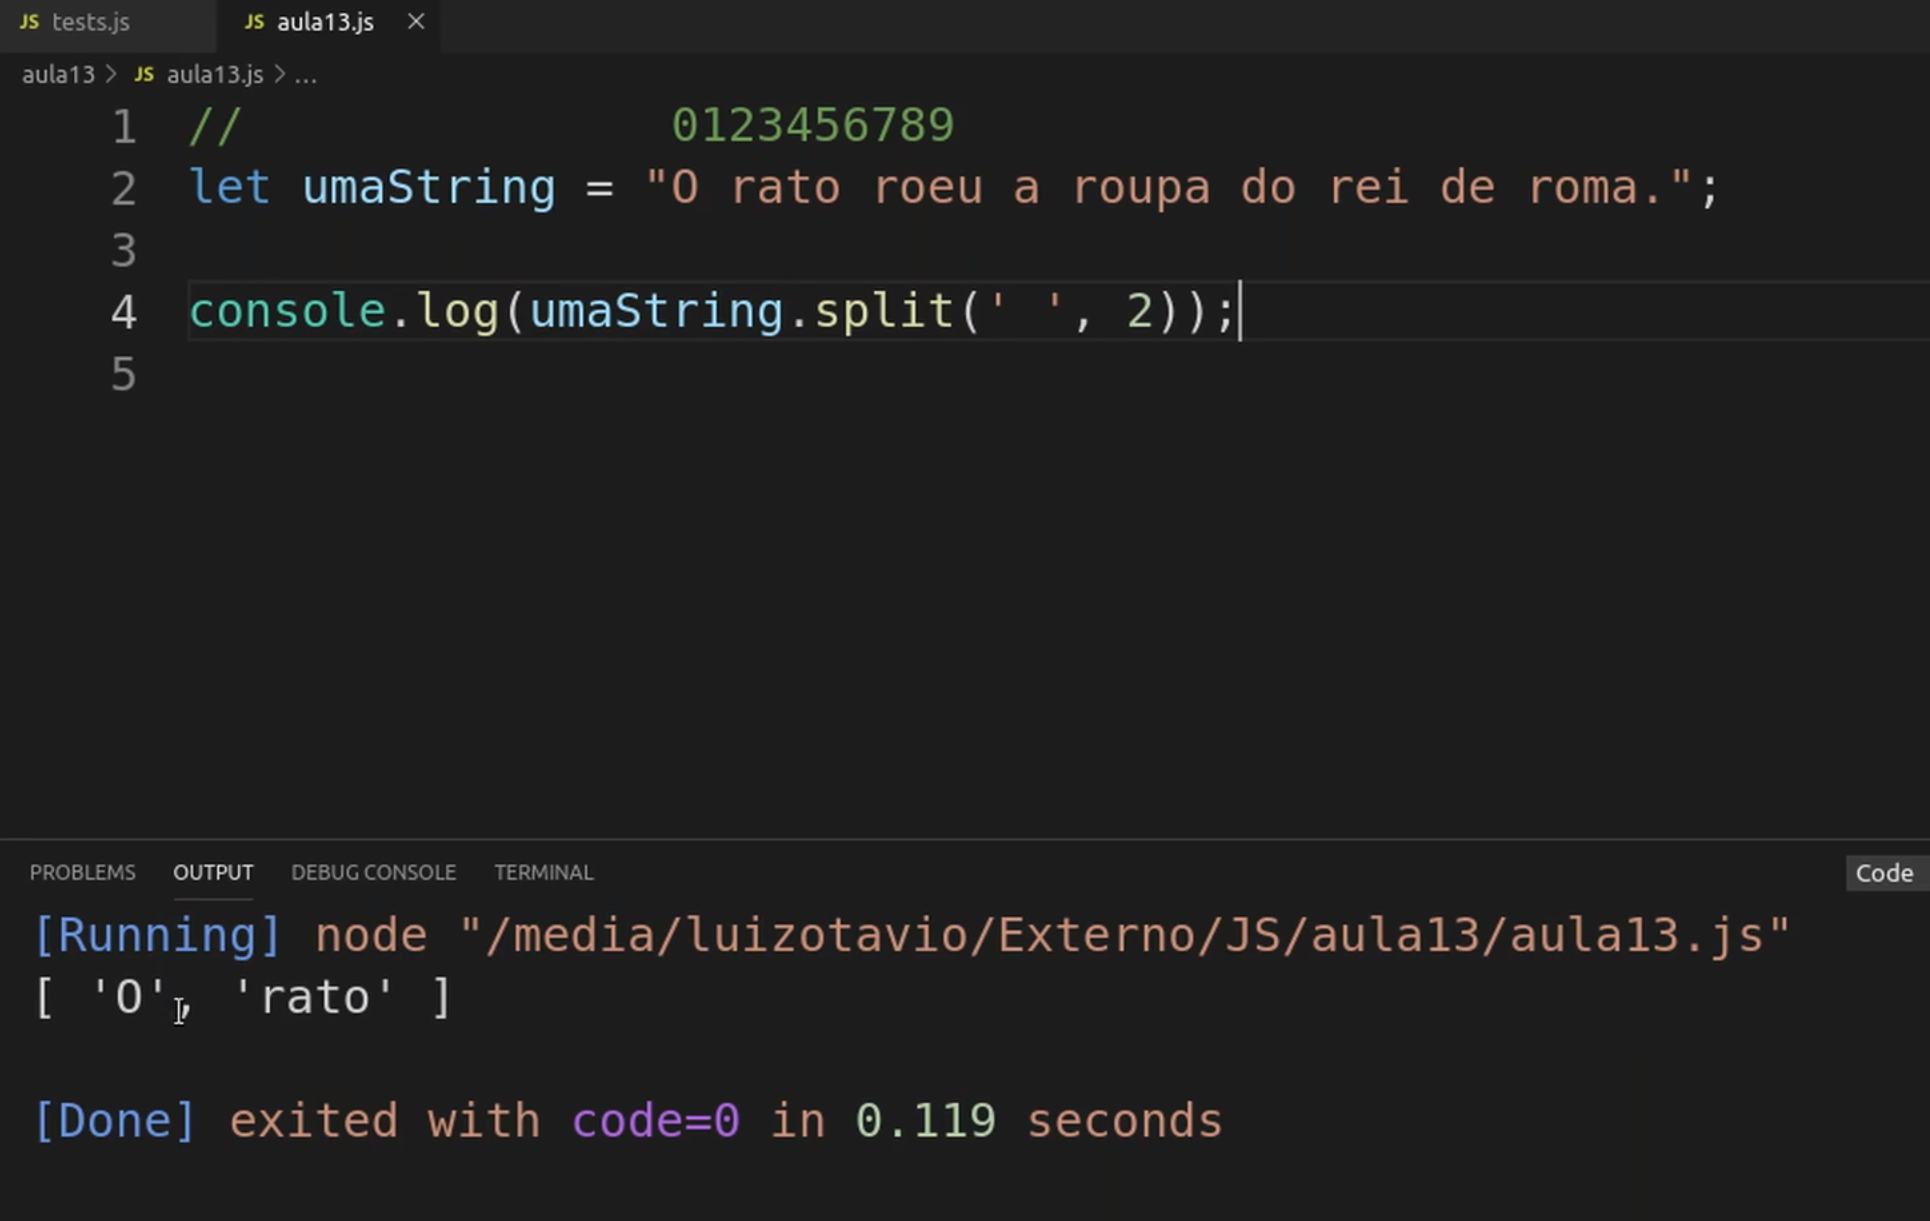 JS tests.js JS aula13.js ×
aula13 > JS aula13.js > ...
1 // 0123456789
2 let umaString = "O rato roeu a roupa do rei de roma.";
3
4 console.log(umaString.split(' ', 2));
5
PROBLEMS OUTPUT DEBUG CONSOLE TERMINAL Code
[Running] node "/media/luizotavio/Externo/JS/aula13/aula13.js"
[ 'O', 'rato' ]
[Done] exited with code=0 in 0.119 seconds